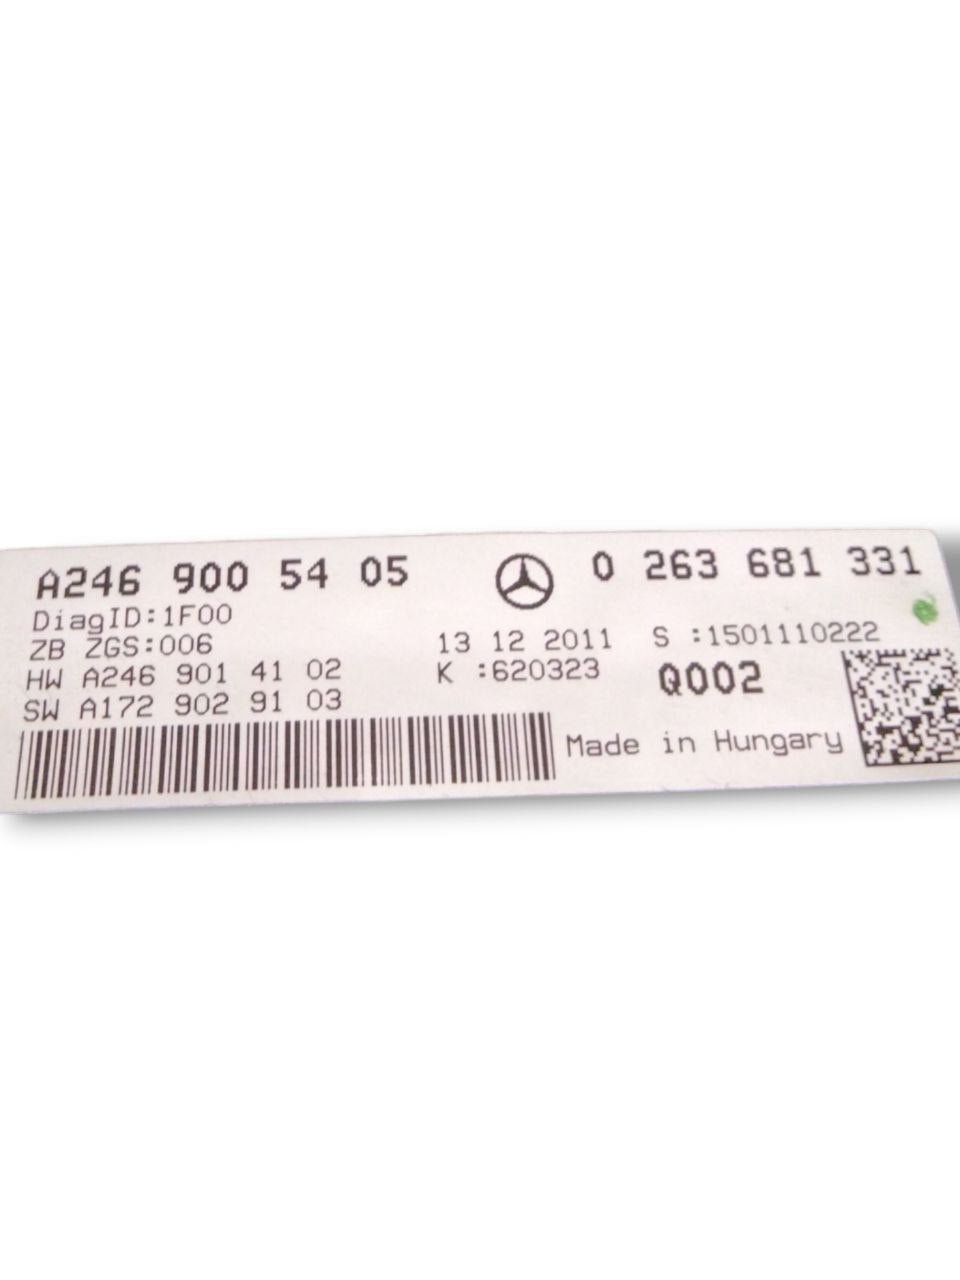 A246 900 54 05 0 263 681 331
DiagID:1F00
ZB ZGS:006 13 12 2011 S :1501110222
HW A246 901 41 02 K :620323 Q002
SW A172 902 91 03
Made in Hungary